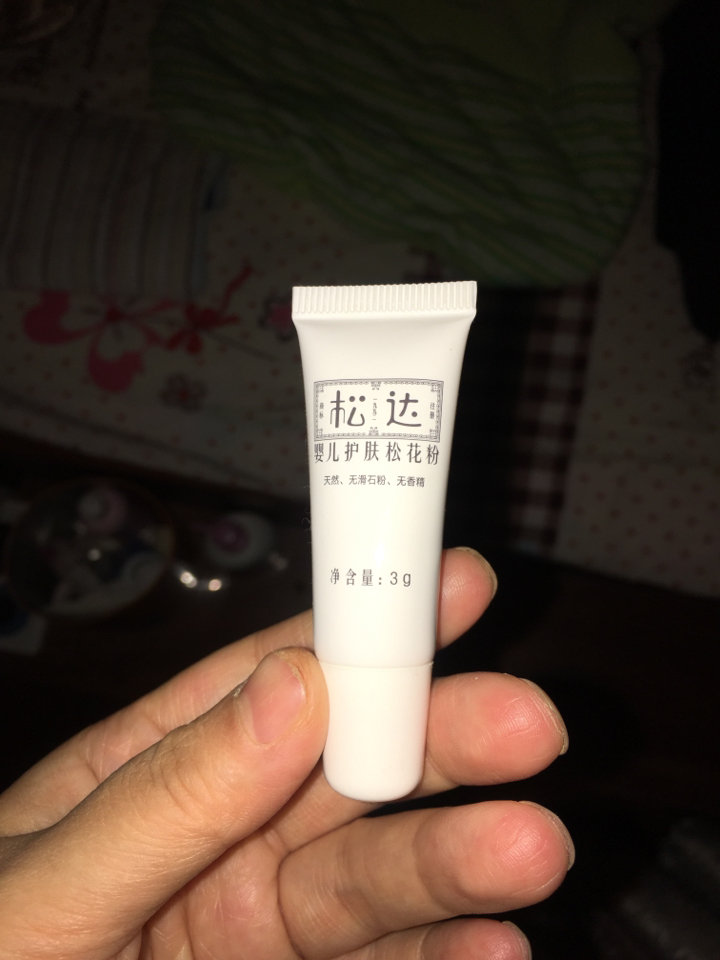 松达
婴儿护肤松花粉
天然、无滑石粉、无香精
净含量:3g